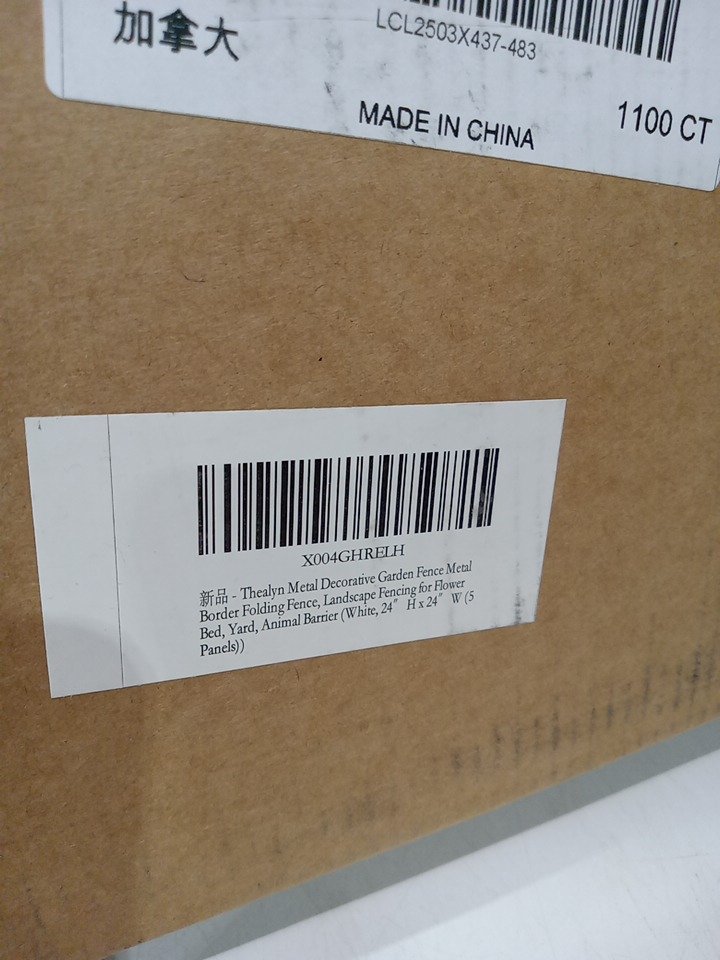 加拿大
LCL2503X437-483
MADE IN CHINA
1100 CT
X004GHRELH
新品 - Thealyn Metal Decorative Garden Fence Metal
Border Folding Fence, Landscape Fencing for Flower
Bed, Yard, Animal Barrier (White, 24" H x 24" W (5
Panels))